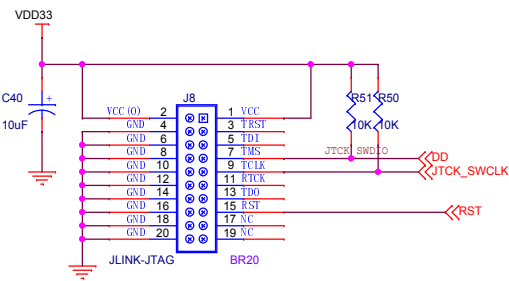 VDD33
C40
+
10uF
J8
R51
R50
10K
10K
VCC(O) 2 1 VCC
GND 4 3 TRST
GND 6 5 TDI
GND 8 7 TMS
GND 10 9 TCLK
GND 12 11 RTCK
GND 14 13 TDO
GND 16 15 RST
GND 18 17 NC
GND 20 19 NC
JTCK_SWDIO
DD
JTCK_SWCLK
RST
JLINK-JTAG
BR20